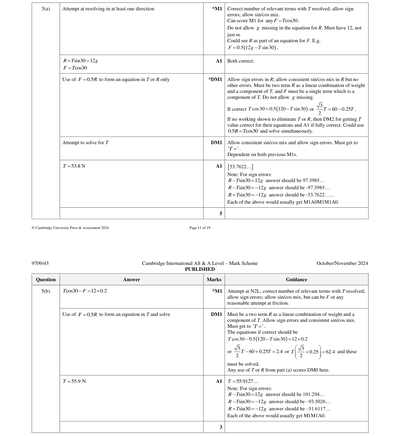 5(a) Attempt at resolving in at least one direction *M1 Correct number of relevant terms with T resolved; allow sign
errors; allow sin/cos mix.
Can score M1 for any F = Tcos30.
Do not allow g missing in the equation for R. Must have 12, not
just m.
Could see R as part of an equation for F. E.g.
F = 0.5(12g − T sin 30).
R + Tsin30 = 12g
F = Tcos30
A1 Both correct.
Use of F = 0.5R to form an equation in T or R only *DM1 Allow sign errors in R; allow consistent sin/cos mix in R but no
other errors. Must be two term R as a linear combination of weight
and a component of T, and F must be a single term which is a
component of T. Do not allow g missing.
If correct T cos 30 = 0.5(120 − T sin 30) or √3/2 T = 60 − 0.25T.
If no working shown to eliminate T or R, then DM2 for getting T
value correct for their equations and A1 if fully correct. Could use
0.5R = Tcos30 and solve simultaneously.
Attempt to solve for T DM1 Allow consistent sin/cos mix and allow sign errors. Must get to
'T ='.
Dependent on both previous M1s.
T = 53.8 N A1 [53.7622…]
Note: For sign errors:
R − Tsin30 = 12g answer should be 97.3985…
R − Tsin30 = −12g answer should be -97.3985…
R + Tsin30 = −12g answer should be -53.7622……
Each of the above would usually get M1A0M1M1A0.
5
© Cambridge University Press & Assessment 2024 Page 11 of 19
9709/43 Cambridge International AS & A Level – Mark Scheme October/November 2024
PUBLISHED
Question Answer Marks Guidance
5(b) Tcos30 − F = 12 × 0.2 *M1 Attempt at N2L; correct number of relevant terms with T resolved;
allow sign errors; allow sin/cos mix, but can be F or any
reasonable attempt at friction.
Use of F = 0.5R to form an equation in T and solve DM1 Must be a two term R as a linear combination of weight and a
component of T. Allow sign errors and consistent sin/cos mix.
Must get to 'T ='.
The equations if correct should be
T cos 30 − 0.5(120 − T sin 30) = 12 × 0.2
or √3/2 T − 60 + 0.25T = 2.4 or T(√3/2 + 0.25) = 62.4 and these
must be solved.
Any use of T or R from part (a) scores DM0 here.
T = 55.9 N A1 T = 55.9127…
Note: For sign errors:
R − Tsin30 = 12g answer should be 101.294…
R − Tsin30 = −12g answer should be -93.5026…
R + Tsin30 = −12g answer should be -51.6117…
Each of the above would get M1M1A0.
3